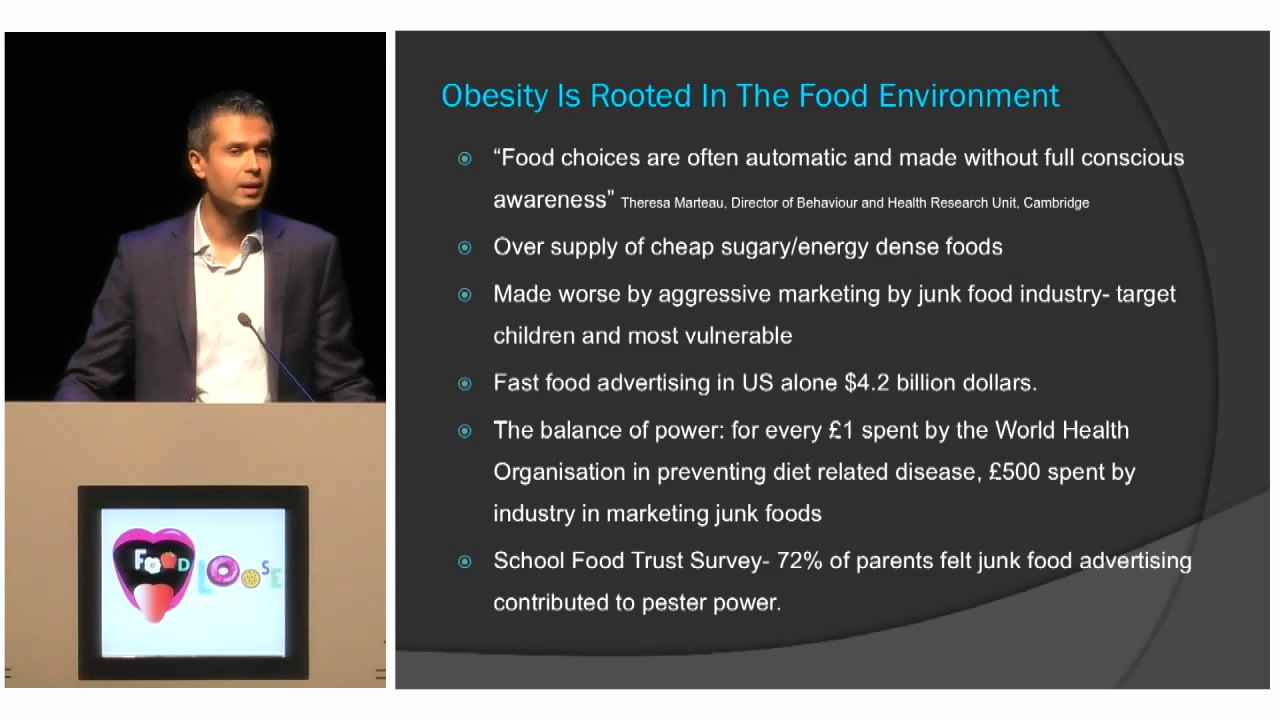 Obesity Is Rooted In The Food Environment
“Food choices are often automatic and made without full conscious
awareness” Theresa Marteau, Director of Behaviour and Health Research Unit, Cambridge
Over supply of cheap sugary/energy dense foods
Made worse by aggressive marketing by junk food industry- target
children and most vulnerable
Fast food advertising in US alone $4.2 billion dollars.
The balance of power: for every £1 spent by the World Health
Organisation in preventing diet related disease, £500 spent by
industry in marketing junk foods
School Food Trust Survey- 72% of parents felt junk food advertising
contributed to pester power.
FOOD
LOOSE